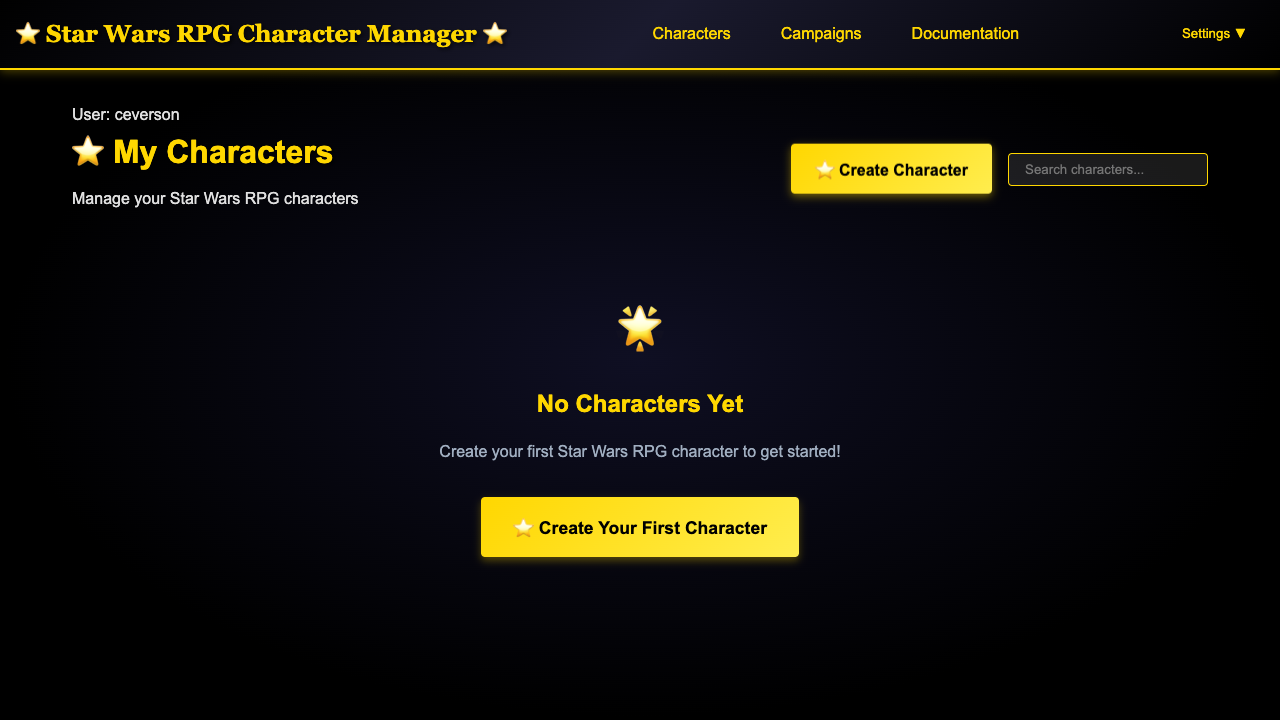 ⭐ Star Wars RPG Character Manager ⭐
Characters
Campaigns
Documentation
Settings ▼
User: ceverson
⭐ My Characters
Manage your Star Wars RPG characters
⭐ Create Character
Search characters...
🌟
No Characters Yet
Create your first Star Wars RPG character to get started!
⭐ Create Your First Character